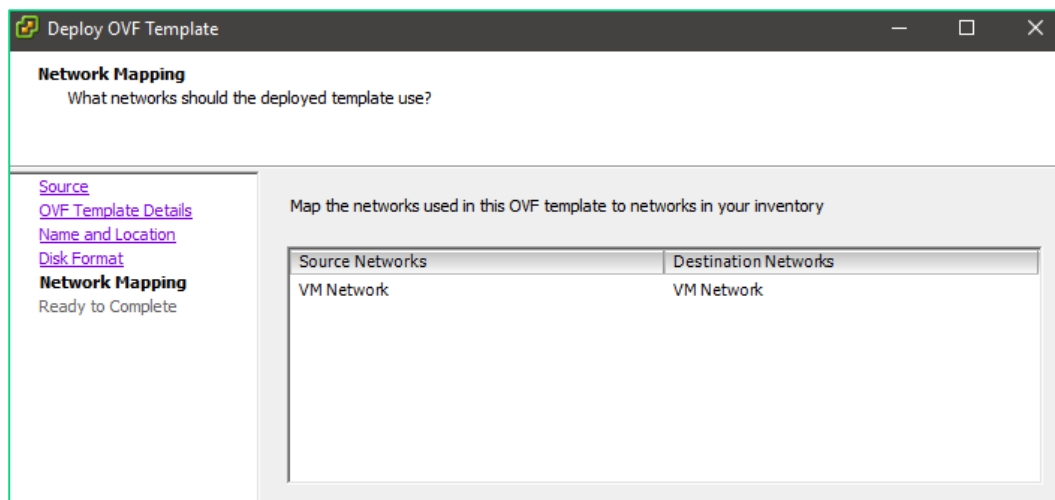 Deploy OVF Template
Network Mapping
What networks should the deployed template use?
Source
OVF Template Details
Name and Location
Disk Format
Network Mapping
Ready to Complete
Map the networks used in this OVF template to networks in your inventory
Source Networks Destination Networks
VM Network VM Network